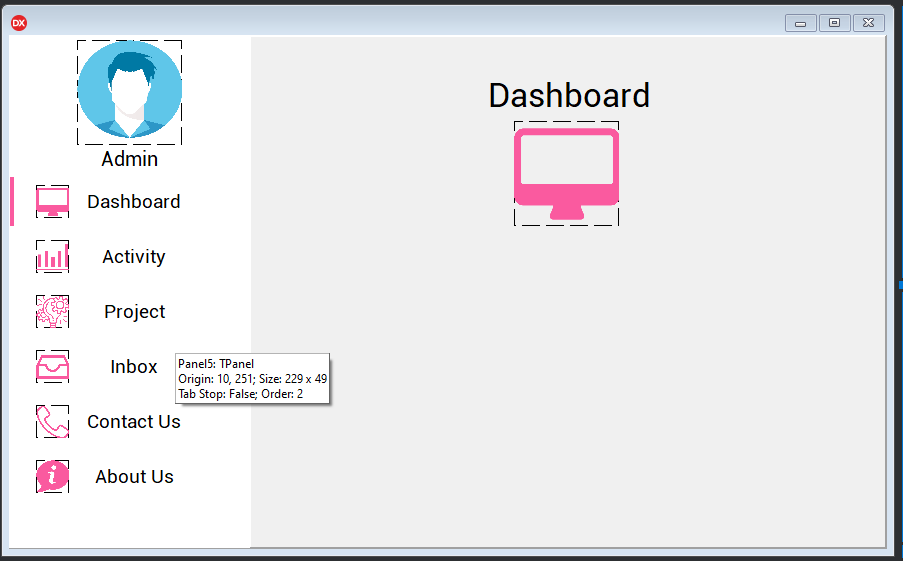 DX
Admin
Dashboard
Activity
Project
Inbox
Contact Us
About Us
Dashboard
Panel5: TPanel
Origin: 10, 251; Size: 229 x 49
Tab Stop: False; Order: 2